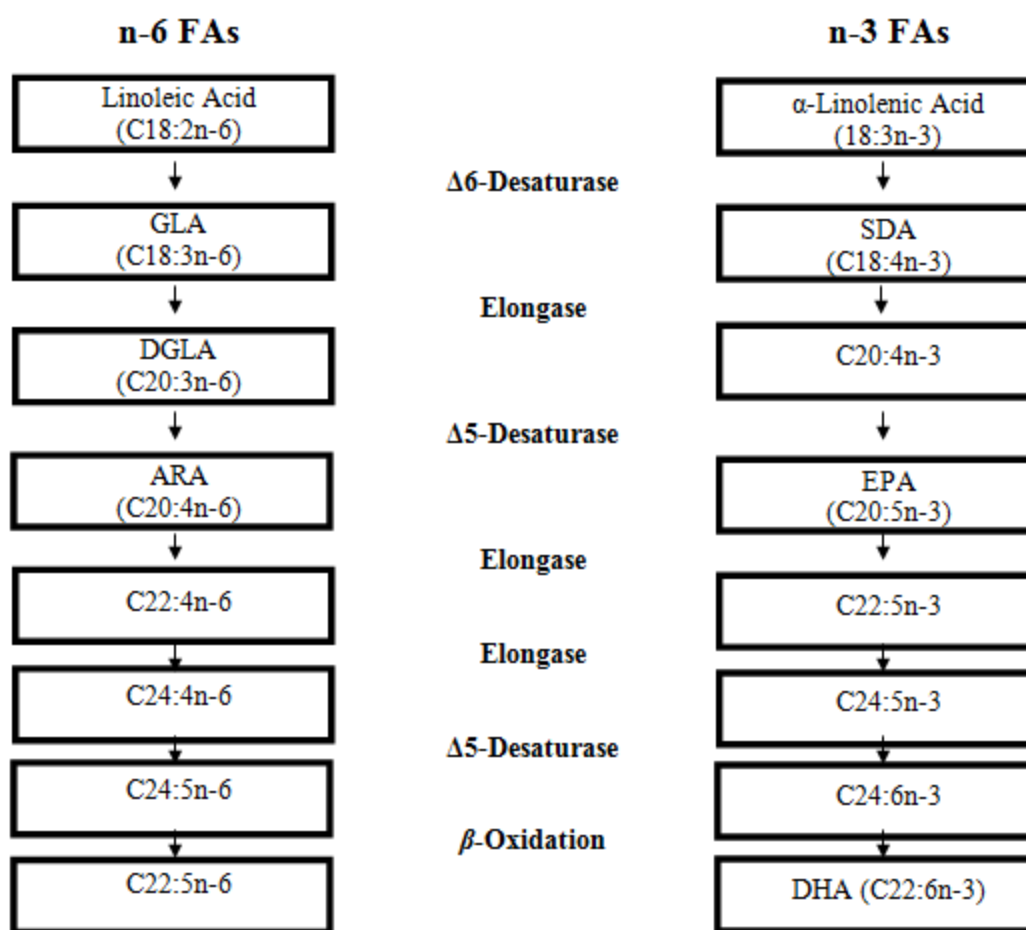 n-6 FAs
n-3 FAs
Linoleic Acid
(C18:2n-6)
α-Linolenic Acid
(18:3n-3)
Δ6-Desaturase
GLA
(C18:3n-6)
SDA
(C18:4n-3)
Elongase
DGLA
(C20:3n-6)
C20:4n-3
Δ5-Desaturase
ARA
(C20:4n-6)
EPA
(C20:5n-3)
Elongase
C22:4n-6
C22:5n-3
Elongase
C24:4n-6
C24:5n-3
Δ5-Desaturase
C24:5n-6
C24:6n-3
β-Oxidation
C22:5n-6
DHA (C22:6n-3)